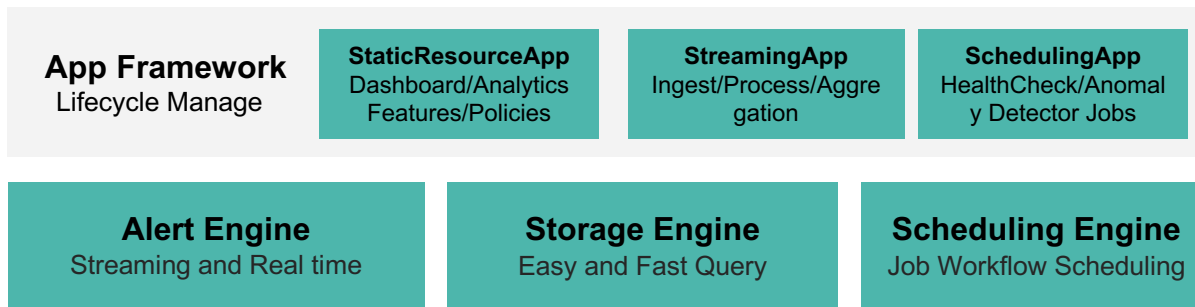 App Framework
Lifecycle Manage
StaticResourceApp
Dashboard/Analytics
Features/Policies
StreamingApp
Ingest/Process/Aggre
gation
SchedulingApp
HealthCheck/Anomal
y Detector Jobs
Alert Engine
Streaming and Real time
Storage Engine
Easy and Fast Query
Scheduling Engine
Job Workflow Scheduling